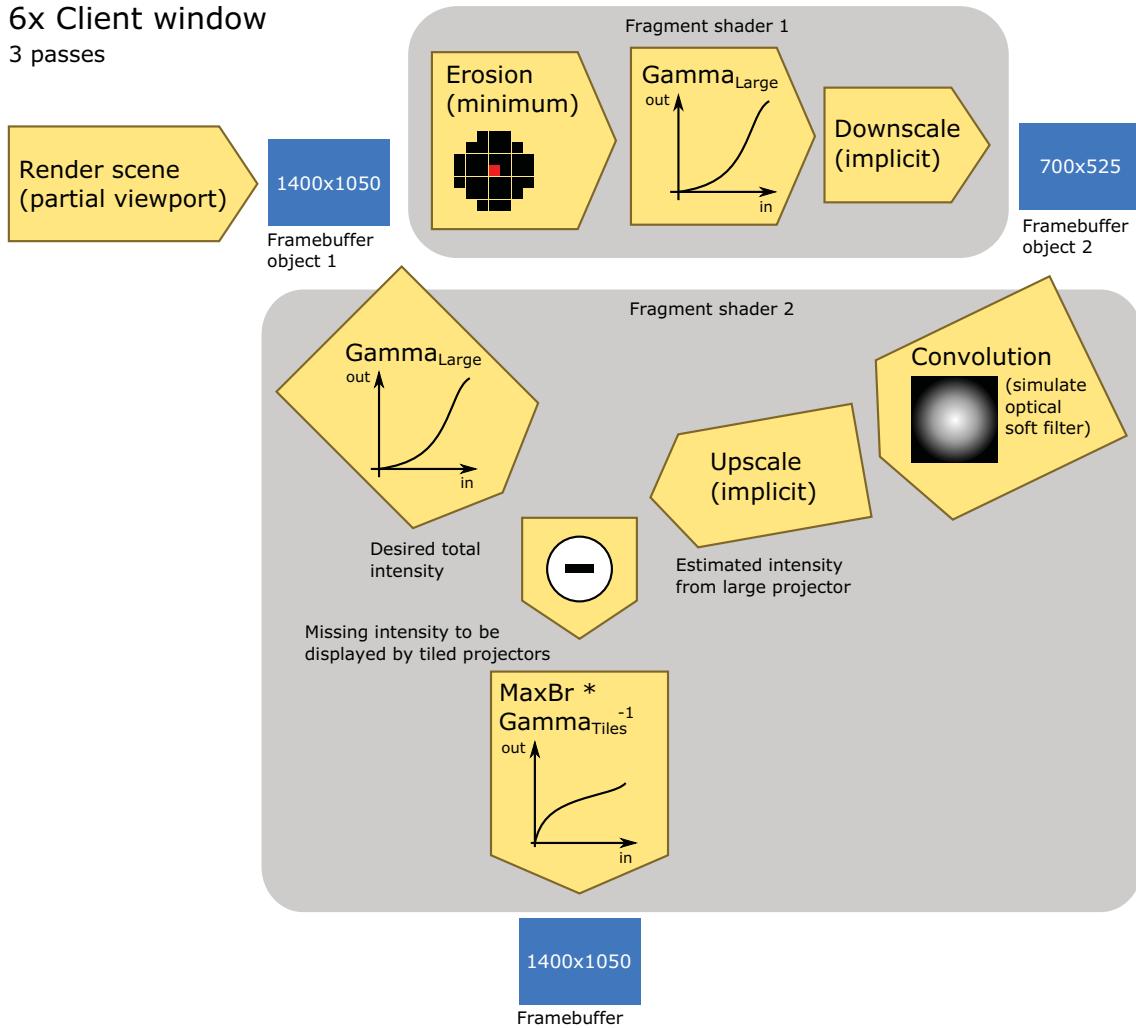 6x Client window
3 passes
Render scene
(partial viewport)
1400x1050
Framebuffer
object 1
Fragment shader 1
Erosion
(minimum)
GammaLarge
out
in
Downscale
(implicit)
700x525
Framebuffer
object 2
Fragment shader 2
GammaLarge
out
in
Desired total
intensity
Convolution
(simulate
optical
soft filter)
Upscale
(implicit)
Estimated intensity
from large projector
Missing intensity to be
displayed by tiled projectors
MaxBr *
GammaTiles-1
out
in
1400x1050
Framebuffer